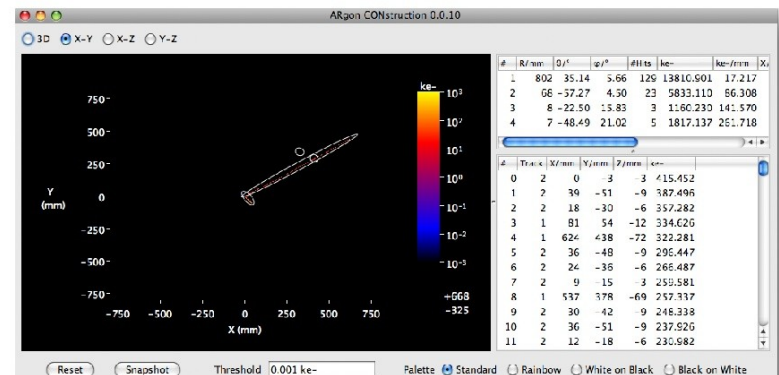 ARgon CONstruction 0.0.10
3D X-Y X-Z Y-Z
ke-
10³
10²
10¹
10⁰
10⁻¹
10⁻²
10⁻³
750
500
250
0
-250
-500
-750
Y
(mm)
-750 -500 -250 0 250 500 750
X (mm)
+668
-325
# R/mm θ/° φ/° #Hits ke- ke-/mm X/
1 802 35.14 5.66 129 13810.901 17.217
2 68 -57.27 4.50 23 5833.110 86.308
3 8 -22.50 15.83 3 1160.230 141.570
4 7 -48.49 21.02 5 1817.137 261.718
# Track X/mm Y/mm Z/mm ke-
0 2 0 -3 -3 415.452
1 2 39 -51 -9 387.496
2 2 18 -30 -6 357.282
3 1 81 54 -12 334.626
4 1 624 438 -72 322.281
5 2 36 -48 -9 296.447
6 2 24 -36 -6 266.487
7 2 9 -15 -3 259.581
8 1 537 378 -69 257.337
9 2 30 -42 -9 248.338
10 2 36 -51 -9 237.926
11 2 12 -18 -6 230.982
Reset Snapshot Threshold 0.001 ke- Palette Standard Rainbow White on Black Black on White